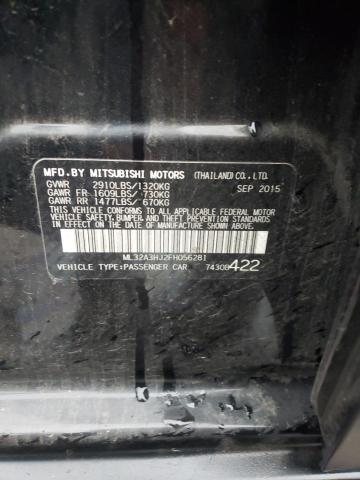 MFD.BY MITSUBISHI MOTORS (THAILAND) CO., LTD.
GVWR 2910LBS/1320KG SEP 2015
GAWR FR 1609LBS/ 730KG
GAWR RR 1477LBS/ 670KG
THIS VEHICLE CONFORMS TO ALL APPLICABLE FEDERAL MOTOR
VEHICLE SAFETY, BUMPER, AND THEFT PREVENTION STANDARDS
IN EFFECT ON THE DATE OF MANUFACTURE SHOWN ABOVE.
ML32A3HJ2FH056281
VEHICLE TYPE:PASSENGER CAR 7430B422